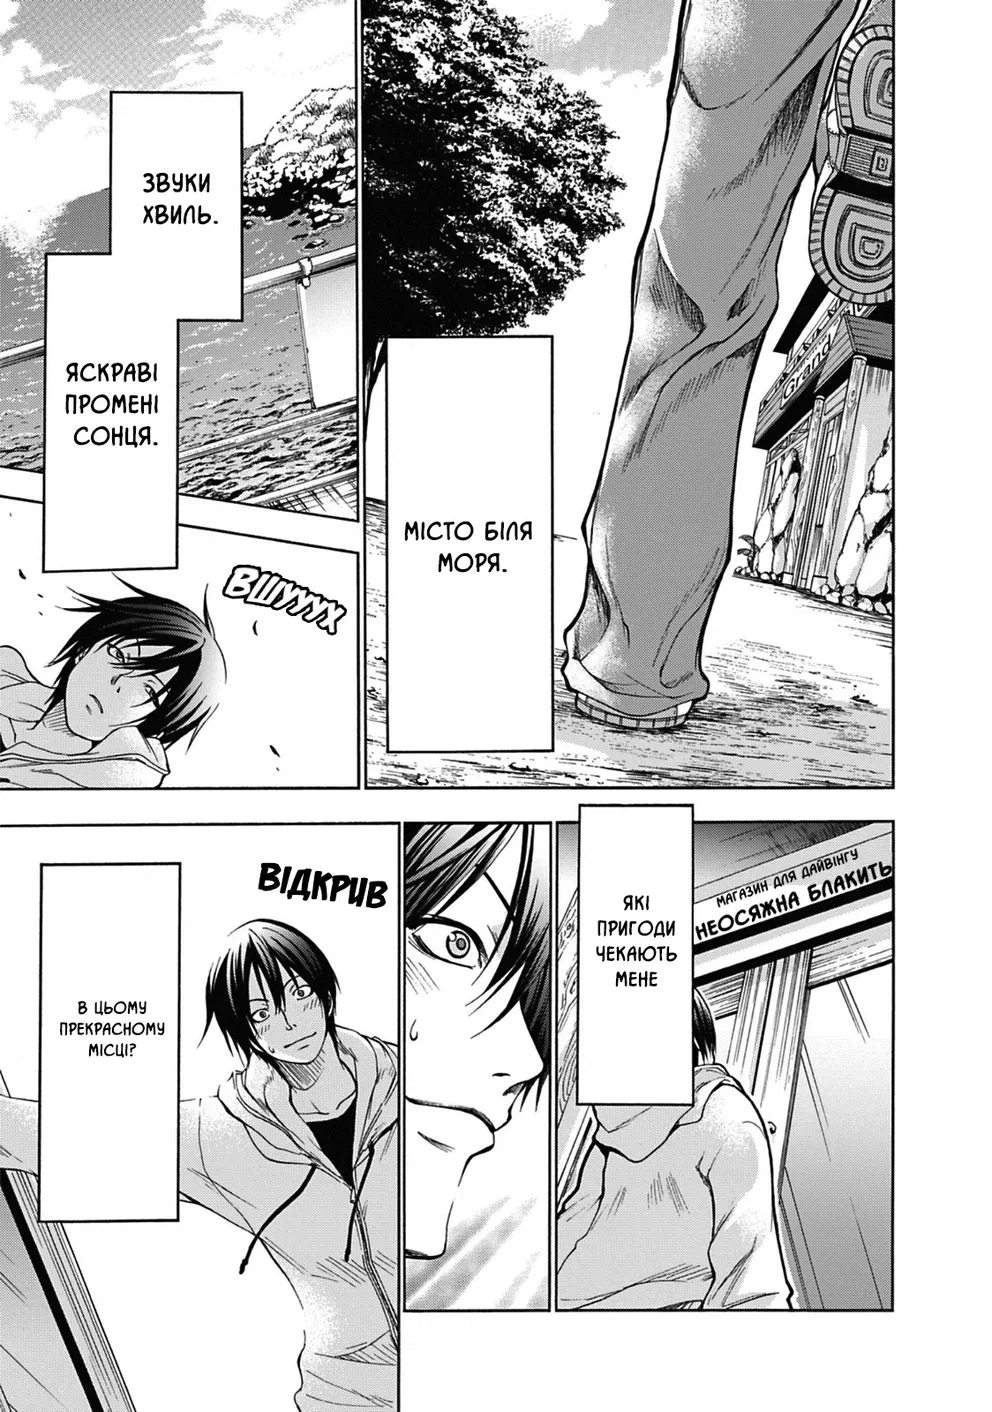 МІСТО БІЛЯ
МОРЯ.
Grand
ЗВУКИ
ХВИЛЬ.
ЯСКРАВІ
ПРОМЕНІ
СОНЦЯ.
ВШУУУУХ
МАГАЗИН ДЛЯ ДАЙВІНГУ
НЕОСЯЖНА БЛАКИТЬ
ЯКІ
ПРИГОДИ
ЧЕКАЮТЬ
МЕНЕ
ВІДКРИВ
В ЦЬОМУ
ПРЕКРАСНОМУ
МІСЦІ?